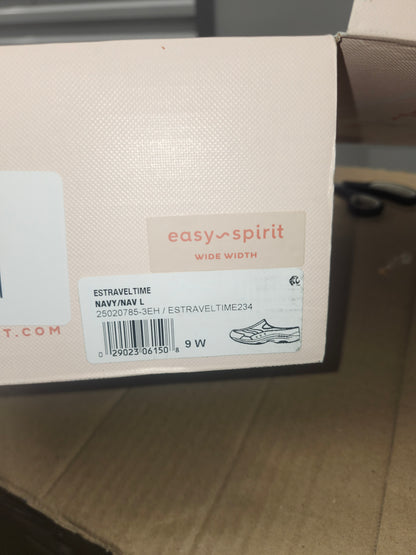 easy~spirit
WIDE WIDTH
ESTRAVELTIME
NAVY/NAV L
25020785-3EH / ESTRAVELTIME234
0 29023 06150 8
9 W
T.COM